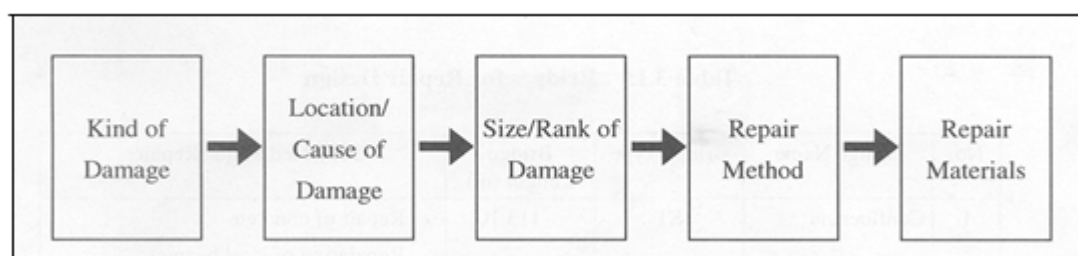 Kind of
Damage
Location/
Cause of
Damage
Size/Rank of
Damage
Repair
Method
Repair
Materials